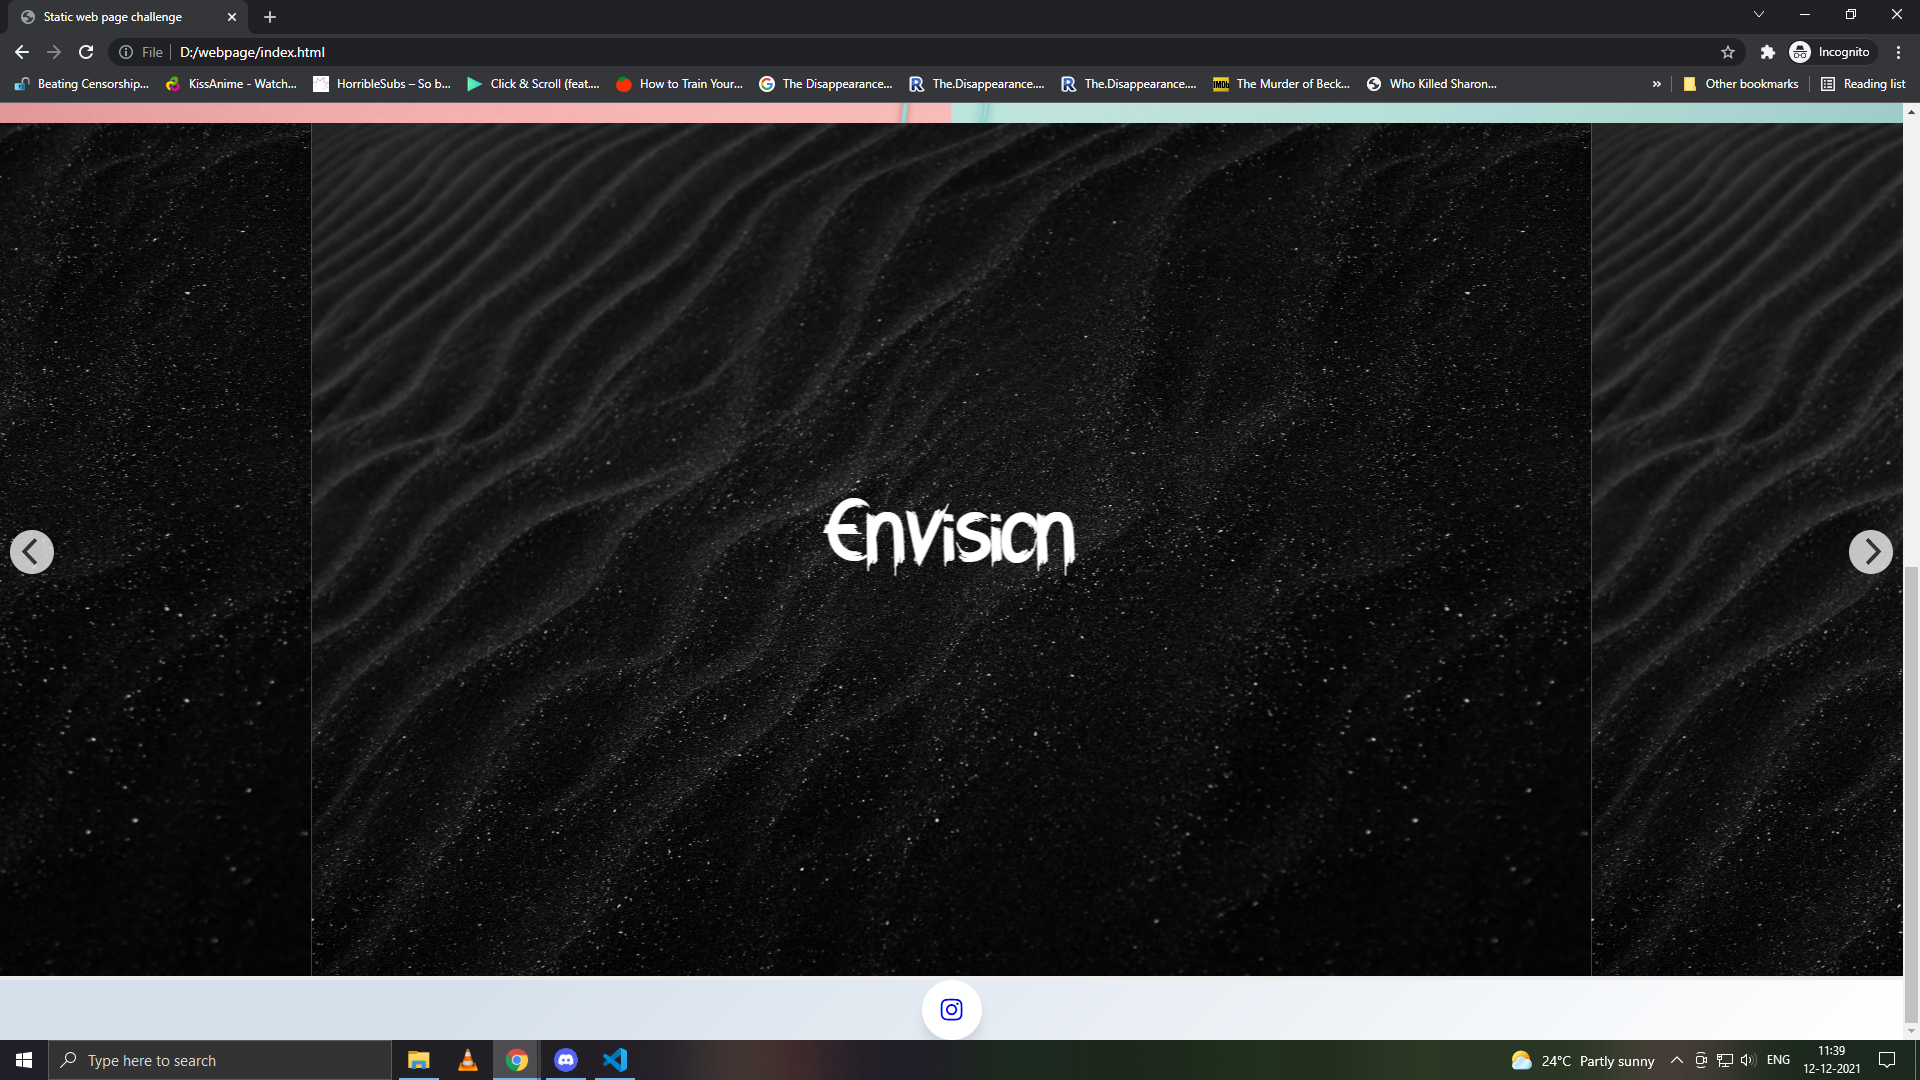 Static web page challenge
File D:/webpage/index.html Incognito
Beating Censorship... KissAnime - Watch... HorribleSubs – So b... Click & Scroll (feat.... How to Train Your... The Disappearance... The.Disappearance.... The.Disappearance.... The Murder of Beck... Who Killed Sharon... » Other bookmarks Reading list
Envision
Type here to search 24°C Partly sunny ENG 11:39
12-12-2021